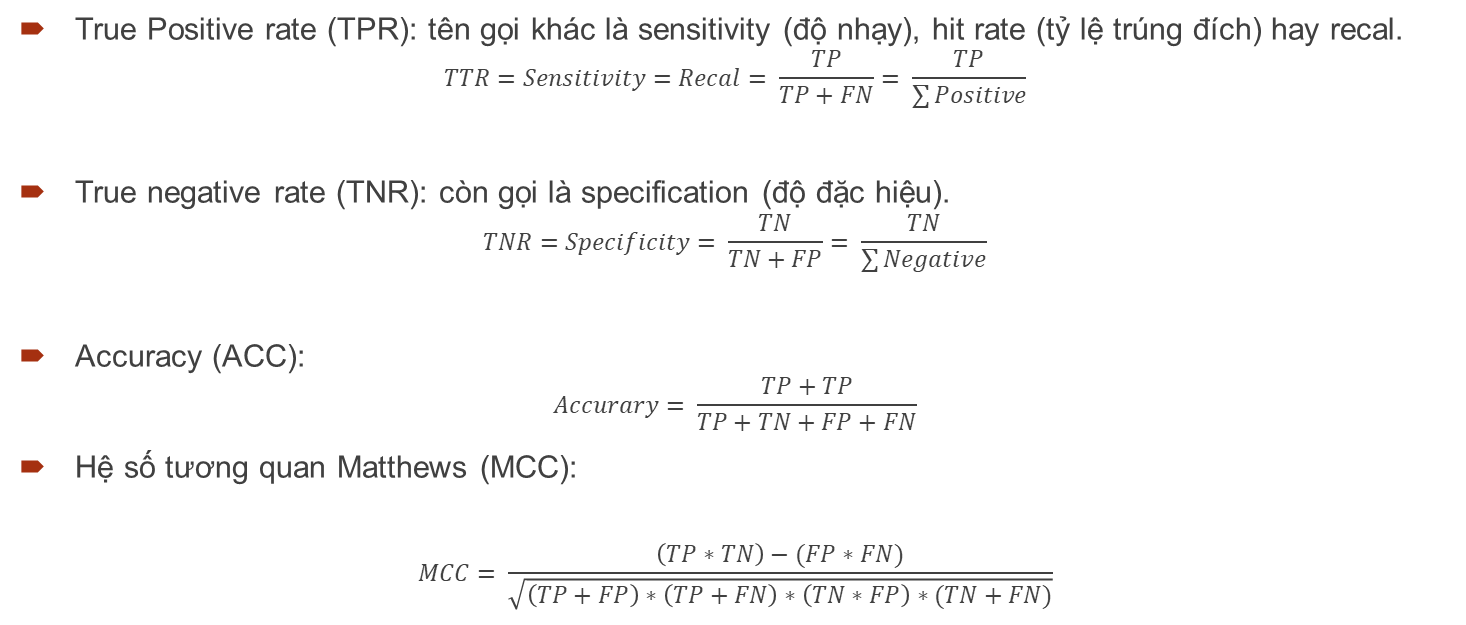 True Positive rate (TPR): tên gọi khác là sensitivity (độ nhạy), hit rate (tỷ lệ trúng đích) hay recal.
TTR = Sensitivity = Recal = TP / (TP + FN) = TP / ∑ Positive
True negative rate (TNR): còn gọi là specification (độ đặc hiệu).
TNR = Specificity = TN / (TN + FP) = TN / ∑ Negative
Accuracy (ACC):
Accurary = (TP + TP) / (TP + TN + FP + FN)
Hệ số tương quan Matthews (MCC):
MCC = ((TP * TN) − (FP * FN)) / √((TP + FP) * (TP + FN) * (TN * FP) * (TN + FN))